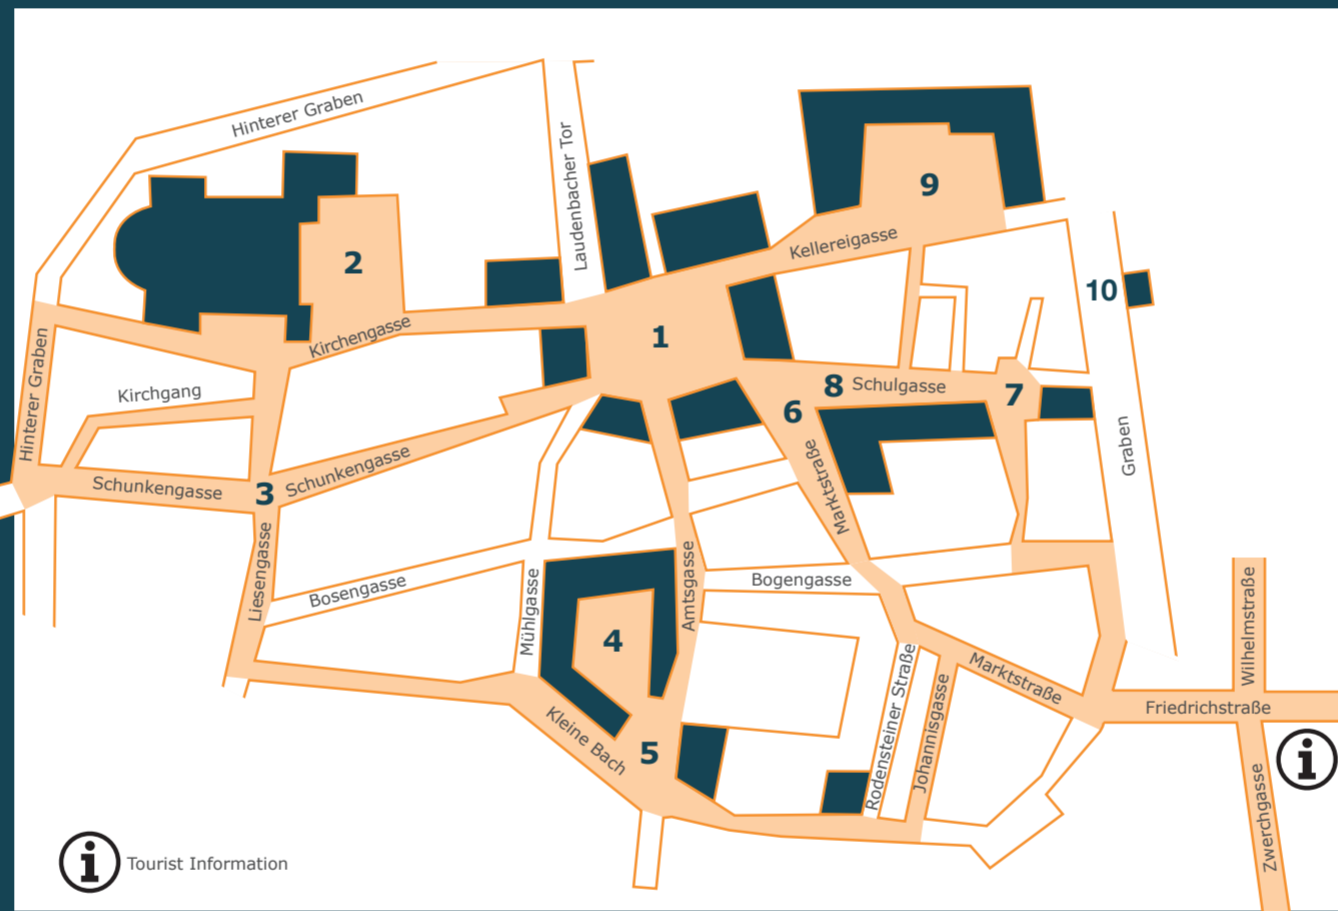 Hinterer Graben
Laudenbacher Tor
9
2
Kellereigasse
10
Kirchengasse
1
Hinterer Graben
Kirchgang
8
Schulgasse
7
6
Graben
Schunkengasse
3
Schunkengasse
Marktstraße
Liesengasse
Bosengasse
Mühlgasse
Amtsgasse
Bogengasse
4
Wilhelmstraße
Rodensteiner Straße
Marktstraße
Johannisgasse
Friedrichstraße
Kleine Bach
5
i
Zwerchgasse
i
Tourist Information